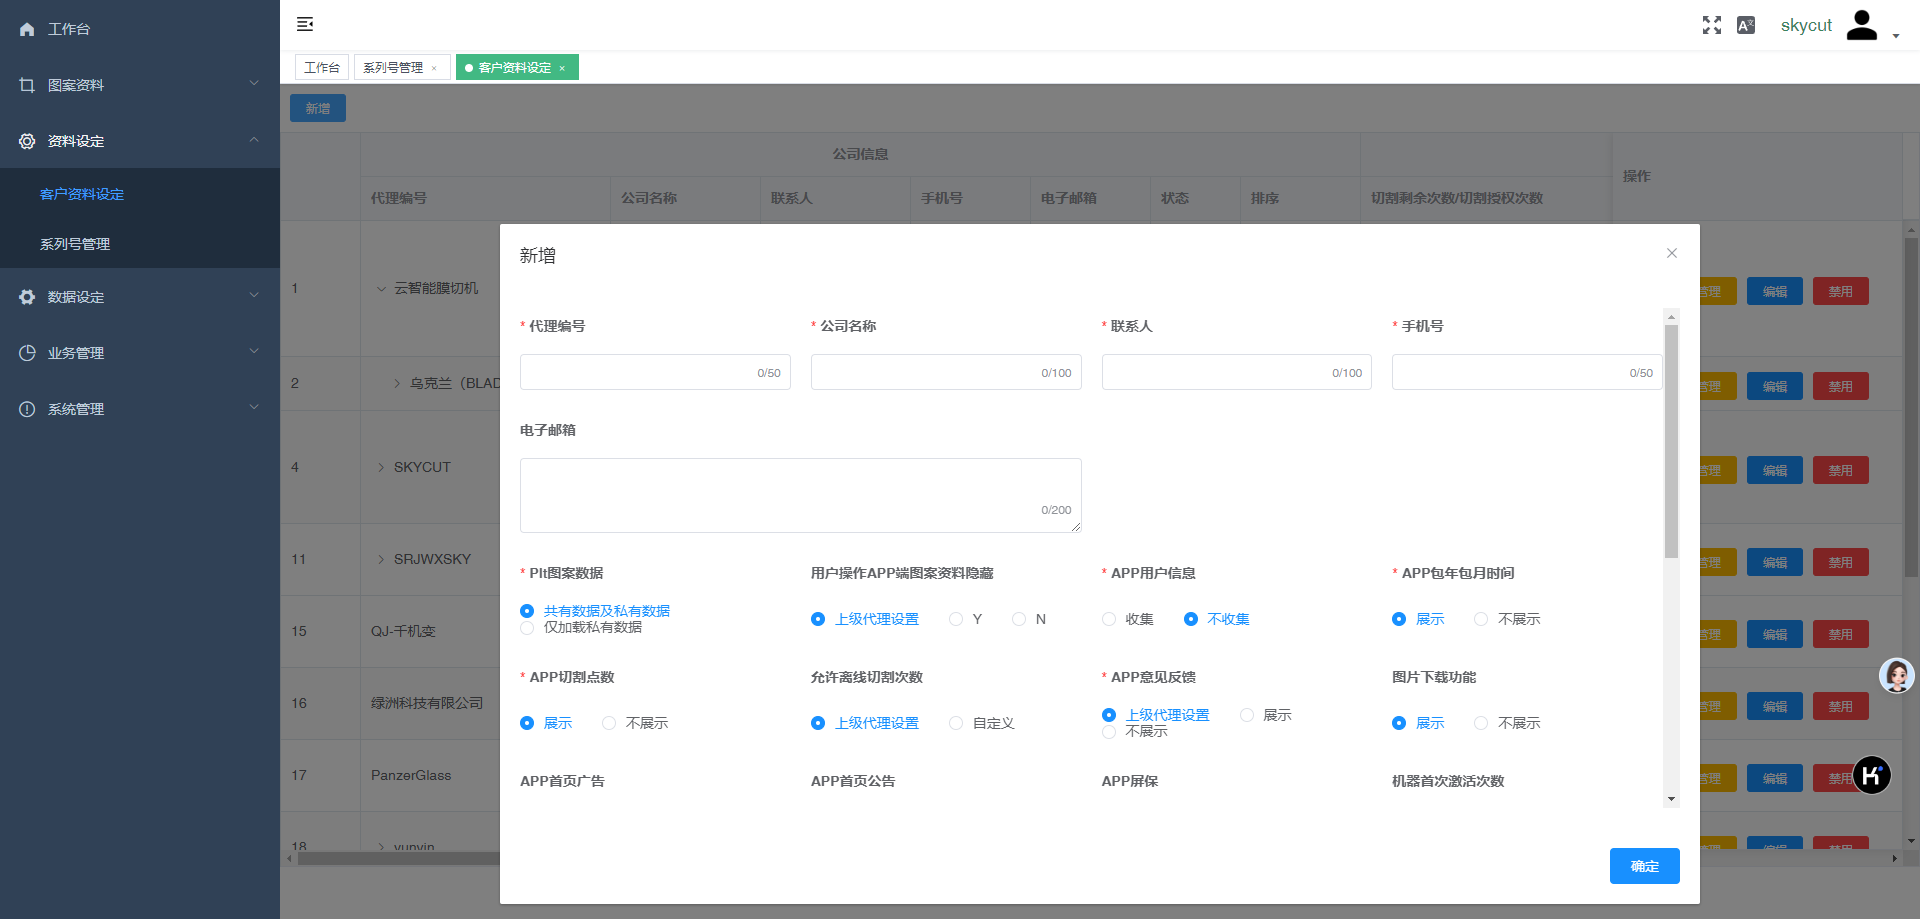 工作台
图案资料
资料设定
客户资料设定
系列号管理
数据设定
业务管理
系统管理
skycut
工作台 系列号管理 × 客户资料设定 ×
新增
公司信息
操作
代理编号 公司名称 联系人 手机号 电子邮箱 状态 排序 切割剩余次数/切割授权次数
1 云智能膜切机 管理 编辑 禁用
2 乌克兰（BLAD 管理 编辑 禁用
4 SKYCUT 管理 编辑 禁用
11 SRJWXSKY 管理 编辑 禁用
15 QJ-千机变 管理 编辑 禁用
16 绿洲科技有限公司 管理 编辑 禁用
17 PanzerGlass 管理 编辑 禁用
18 yunyin 管理 编辑 禁用
新增
* 代理编号 * 公司名称 * 联系人 * 手机号
0/50 0/100 0/100 0/50
电子邮箱
0/200
* Plt图案数据 用户操作APP端图案资料隐藏 * APP用户信息 * APP包年包月时间
共有数据及私有数据
仅加载私有数据
上级代理设置 Y N 收集 不收集 展示 不展示
* APP切割点数 允许离线切割次数 * APP意见反馈 图片下载功能
展示 不展示 上级代理设置 自定义 上级代理设置 展示
不展示
展示 不展示
APP首页广告 APP首页公告 APP屏保 机器首次激活次数
确定